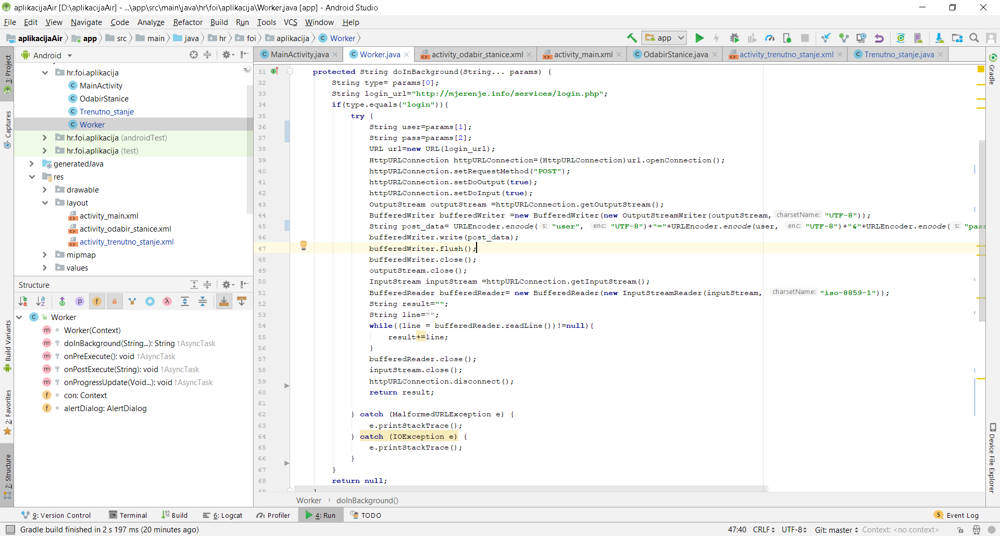 aplikacijaAir [D:\aplikacijaAir] - ...\app\src\main\java\hr\foi\aplikacija\Worker.java [app] - Android Studio
File Edit View Navigate Code Analyze Refactor Build Run Tools VCS Window Help
aplikacijaAir app src main java hr foi aplikacija Worker
app
Android
MainActivity.java Worker.java activity_odabir_stanice.xml activity_main.xml OdabirStanice.java activity_trenutno_stanje.xml Trenutno_stanje.java
1: Project
Captures
Build Variants
2: Favorites
7: Structure
hr.foi.aplikacija
MainActivity
OdabirStanice
Trenutno_stanje
Worker
hr.foi.aplikacija (androidTest)
hr.foi.aplikacija (test)
generatedJava
res
drawable
layout
activity_main.xml
activity_odabir_stanice.xml
activity_trenutno_stanje.xml
mipmap
values
Structure
Worker
Worker(Context)
doInBackground(String...): String ↑AsyncTask
onPreExecute(): void ↑AsyncTask
onPostExecute(String): void ↑AsyncTask
onProgressUpdate(Void...): void ↑AsyncTask
con: Context
alertDialog: AlertDialog
31 protected String doInBackground(String... params) {
32 String type= params[0];
33 String login_url="http://mjerenje.info/services/login.php";
34 if(type.equals("login")){
35 try {
36 String user=params[1];
37 String pass=params[2];
38 URL url=new URL(login_url);
39 HttpURLConnection httpURLConnection=(HttpURLConnection)url.openConnection();
40 httpURLConnection.setRequestMethod("POST");
41 httpURLConnection.setDoOutput(true);
42 httpURLConnection.setDoInput(true);
43 OutputStream outputStream =httpURLConnection.getOutputStream();
44 BufferedWriter bufferedWriter =new BufferedWriter(new OutputStreamWriter(outputStream, charsetName: "UTF-8"));
45 String post_data= URLEncoder.encode( s: "user", enc: "UTF-8")+"="+URLEncoder.encode(user, enc: "UTF-8")+"&"+URLEncoder.encode( s: "pass
46 bufferedWriter.write(post_data);
47 bufferedWriter.flush();
48 bufferedWriter.close();
49 outputStream.close();
50 InputStream inputStream =httpURLConnection.getInputStream();
51 BufferedReader bufferedReader= new BufferedReader(new InputStreamReader(inputStream, charsetName: "iso-8859-1"));
52 String result="";
53 String line="";
54 while((line = bufferedReader.readLine())!=null){
55 result+=line;
56 }
57 bufferedReader.close();
58 inputStream.close();
59 httpURLConnection.disconnect();
60 return result;
61
62 } catch (MalformedURLException e) {
63 e.printStackTrace();
64 } catch (IOException e) {
65 e.printStackTrace();
66 }
67 }
68 return null;
69 }
Worker › doInBackground()
Gradle
Device File Explorer
9: Version Control Terminal Build 6: Logcat Profiler 4: Run TODO 5 Event Log
Gradle build finished in 2 s 197 ms (20 minutes ago) 47:40 CRLF UTF-8 Git: master Context: <no context>